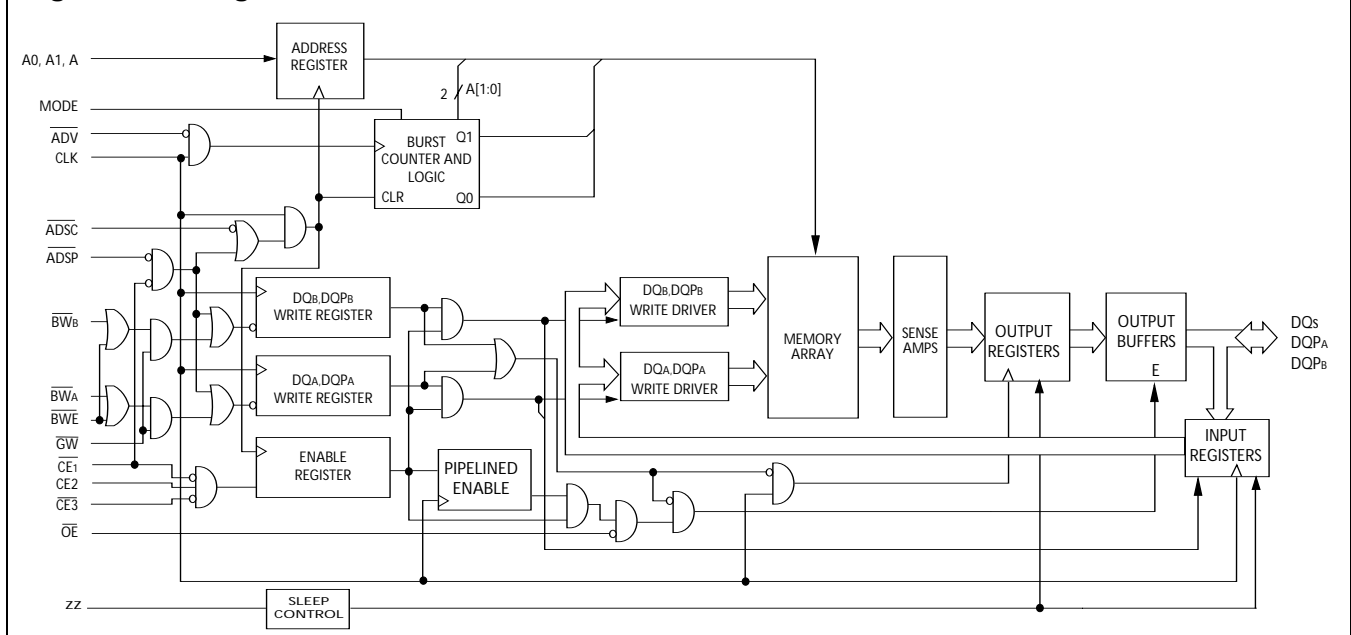 A0, A1, A
ADDRESS
REGISTER
MODE
2
A[1:0]
ADV
CLK
BURST
COUNTER AND
LOGIC
Q1
CLR
Q0
ADSC
ADSP
BWB
BWA
BWE
GW
CE1
CE2
CE3
OE
ZZ
DQB,DQPB
WRITE REGISTER
DQA,DQPA
WRITE REGISTER
ENABLE
REGISTER
PIPELINED
ENABLE
SLEEP
CONTROL
DQB,DQPB
WRITE DRIVER
DQA,DQPA
WRITE DRIVER
MEMORY
ARRAY
SENSE
AMPS
OUTPUT
REGISTERS
OUTPUT
BUFFERS
E
INPUT
REGISTERS
DQS
DQPA
DQPB